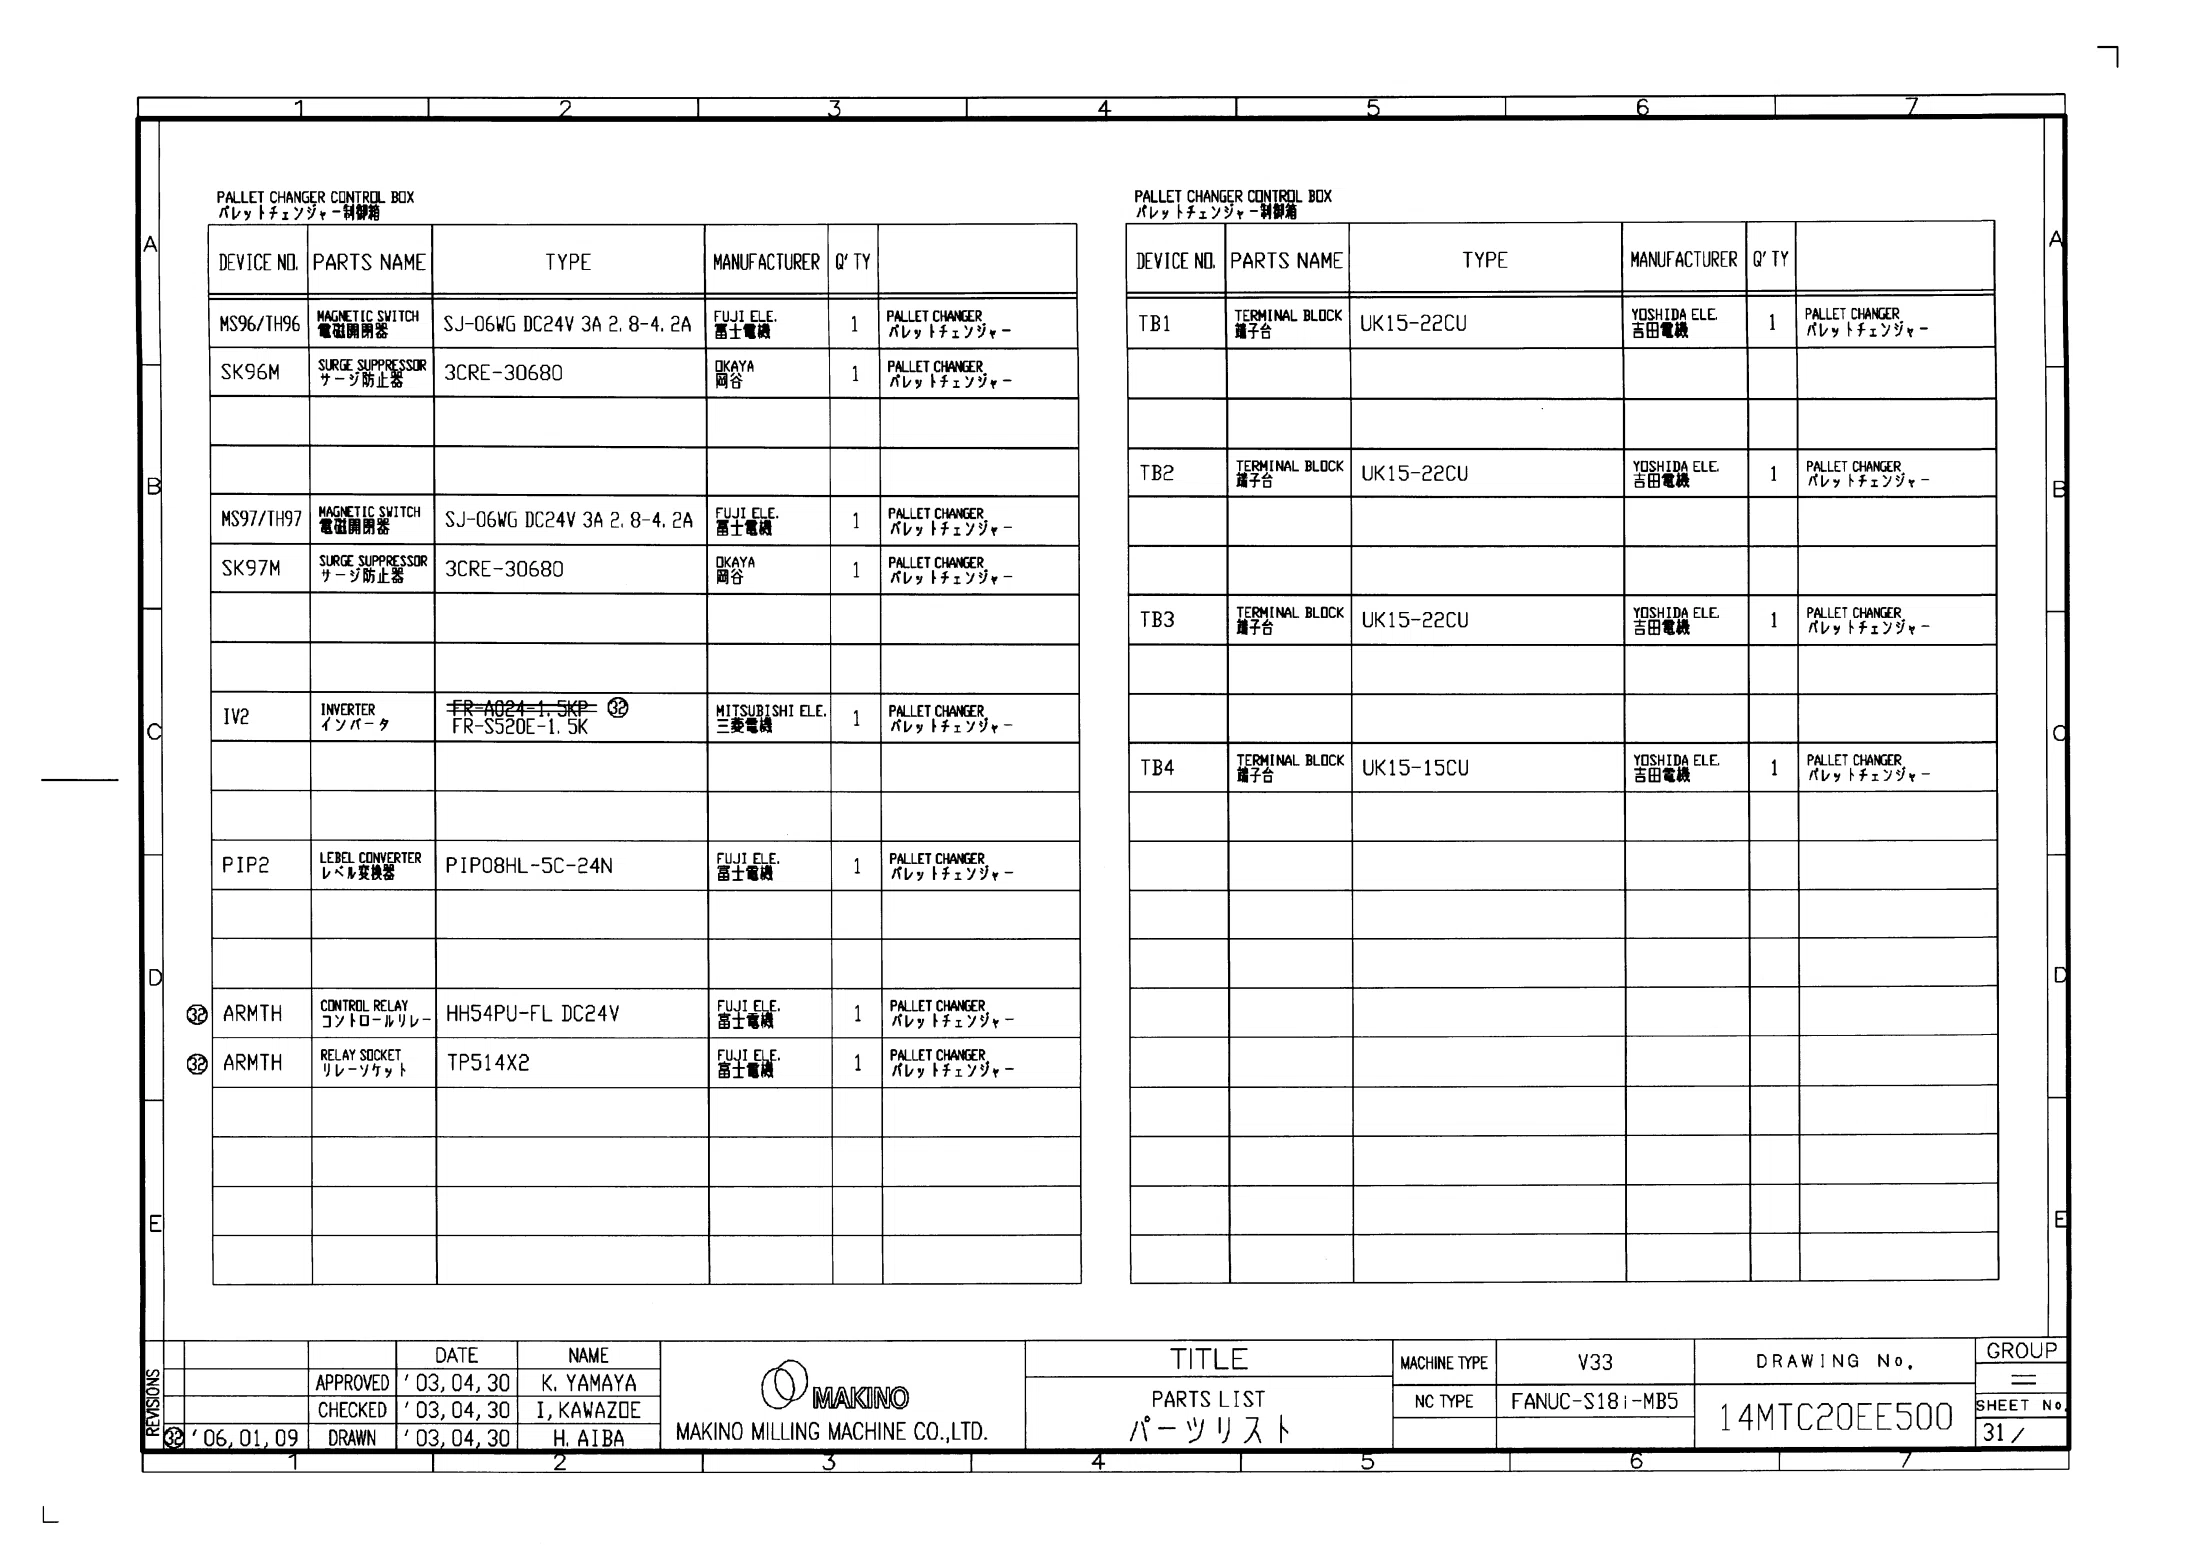 1 2 3 4 5 6 7
PALLET CHANGER CONTROL BOX
パレットチェンジャー制御箱
DEVICE NO. PARTS NAME TYPE MANUFACTURER Q'TY
MS96/TH96 MAGNETIC SWITCH SJ-06WG DC24V 3A 2.8-4.2A FUJI ELE. 1 PALLET CHANGER
電磁開閉器 富士電機 パレットチェンジャー
SK96M SURGE SUPPRESSOR 3CRE-30680 OKAYA 1 PALLET CHANGER
サージ防止器 岡谷 パレットチェンジャー
MS97/TH97 MAGNETIC SWITCH SJ-06WG DC24V 3A 2.8-4.2A FUJI ELE. 1 PALLET CHANGER
電磁開閉器 富士電機 パレットチェンジャー
SK97M SURGE SUPPRESSOR 3CRE-30680 OKAYA 1 PALLET CHANGER
サージ防止器 岡谷 パレットチェンジャー
IV2 INVERTER FR-A024-1.5KP 32 MITSUBISHI ELE. 1 PALLET CHANGER
インバータ FR-S520E-1.5K 三菱電機 パレットチェンジャー
PIP2 LEBEL CONVERTER PIP08HL-5C-24N FUJI ELE. 1 PALLET CHANGER
レベル変換器 富士電機 パレットチェンジャー
32 ARMTH CONTROL RELAY HH54PU-FL DC24V FUJI ELE. 1 PALLET CHANGER
コントロールリレー 富士電機 パレットチェンジャー
32 ARMTH RELAY SOCKET TP514X2 FUJI ELE. 1 PALLET CHANGER
リレーソケット 富士電機 パレットチェンジャー
PALLET CHANGER CONTROL BOX
パレットチェンジャー制御箱
DEVICE NO. PARTS NAME TYPE MANUFACTURER Q'TY
TB1 TERMINAL BLOCK UK15-22CU YOSHIDA ELE. 1 PALLET CHANGER
端子台 吉田電機 パレットチェンジャー
TB2 TERMINAL BLOCK UK15-22CU YOSHIDA ELE. 1 PALLET CHANGER
端子台 吉田電機 パレットチェンジャー
TB3 TERMINAL BLOCK UK15-22CU YOSHIDA ELE. 1 PALLET CHANGER
端子台 吉田電機 パレットチェンジャー
TB4 TERMINAL BLOCK UK15-15CU YOSHIDA ELE. 1 PALLET CHANGER
端子台 吉田電機 パレットチェンジャー
A A
B B
C C
D D
E E
REVISIONS
DATE NAME
APPROVED '03,04,30 K. YAMAYA
CHECKED '03,04,30 I, KAWAZOE
32 '06,01,09 DRAWN '03,04,30 H. AIBA
MAKINO
MAKINO MILLING MACHINE CO.,LTD.
TITLE
PARTS LIST
パーツリスト
MACHINE TYPE V33
NC TYPE FANUC-S18i-MB5
DRAWING No.
14MTC20EE500
GROUP
=
SHEET No.
31/
1 2 3 4 5 6 7